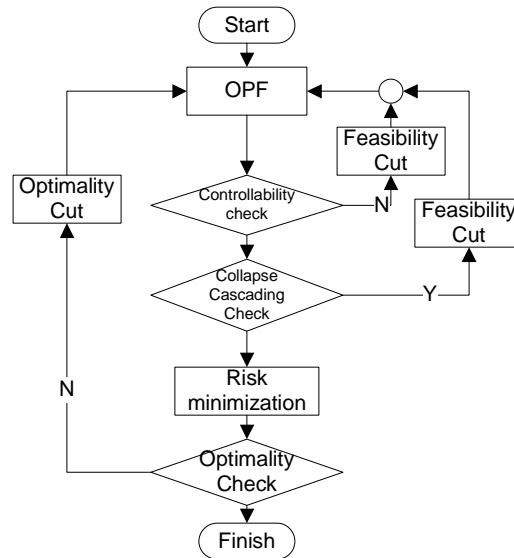 Start
OPF
Feasibility
Cut
Optimality
Cut
Controllability
check
N
Feasibility
Cut
Collapse
Cascading
Check
Y
Risk
minimization
N
Optimality
Check
Finish